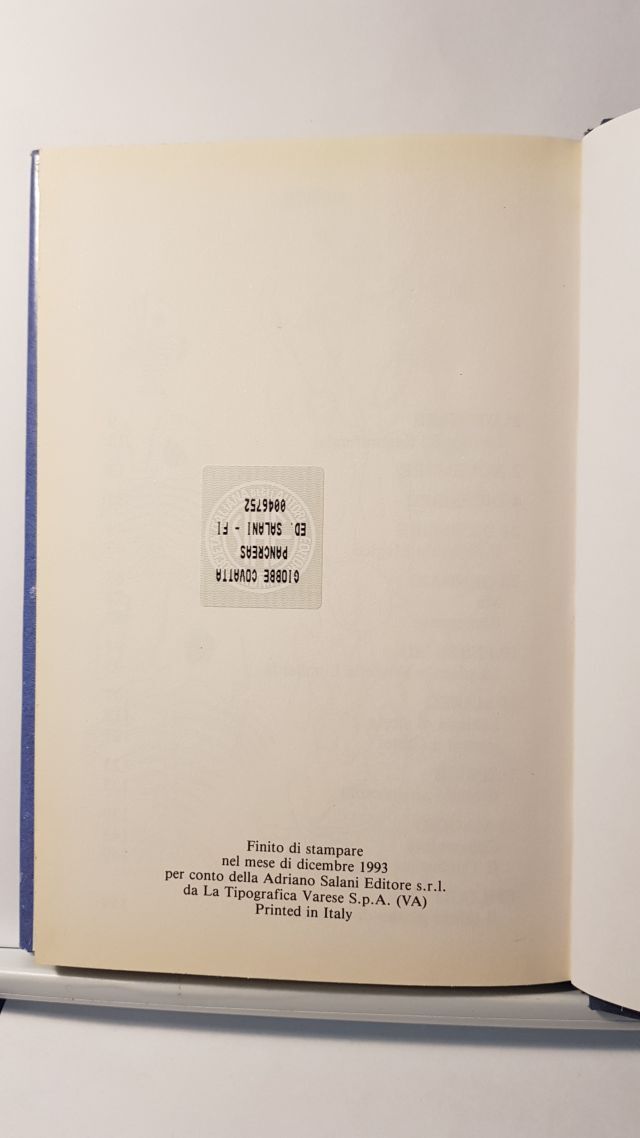 GIOBBE COVATTA
PANCREAS
ED. SALANI - FI
0046752
Finito di stampare
nel mese di dicembre 1993
per conto della Adriano Salani Editore s.r.l.
da La Tipografica Varese S.p.A. (VA)
Printed in Italy